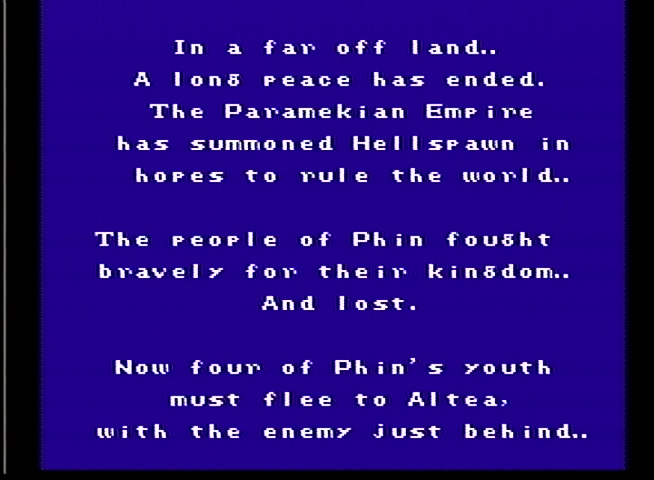 In a far off land..
A long peace has ended.
The Paramekian Empire
has summoned Hellspawn in
hopes to rule the world..
The people of Phin fought
bravely for their kingdom..
And lost.
Now four of Phin's youth
must flee to Altea,
with the enemy just behind..